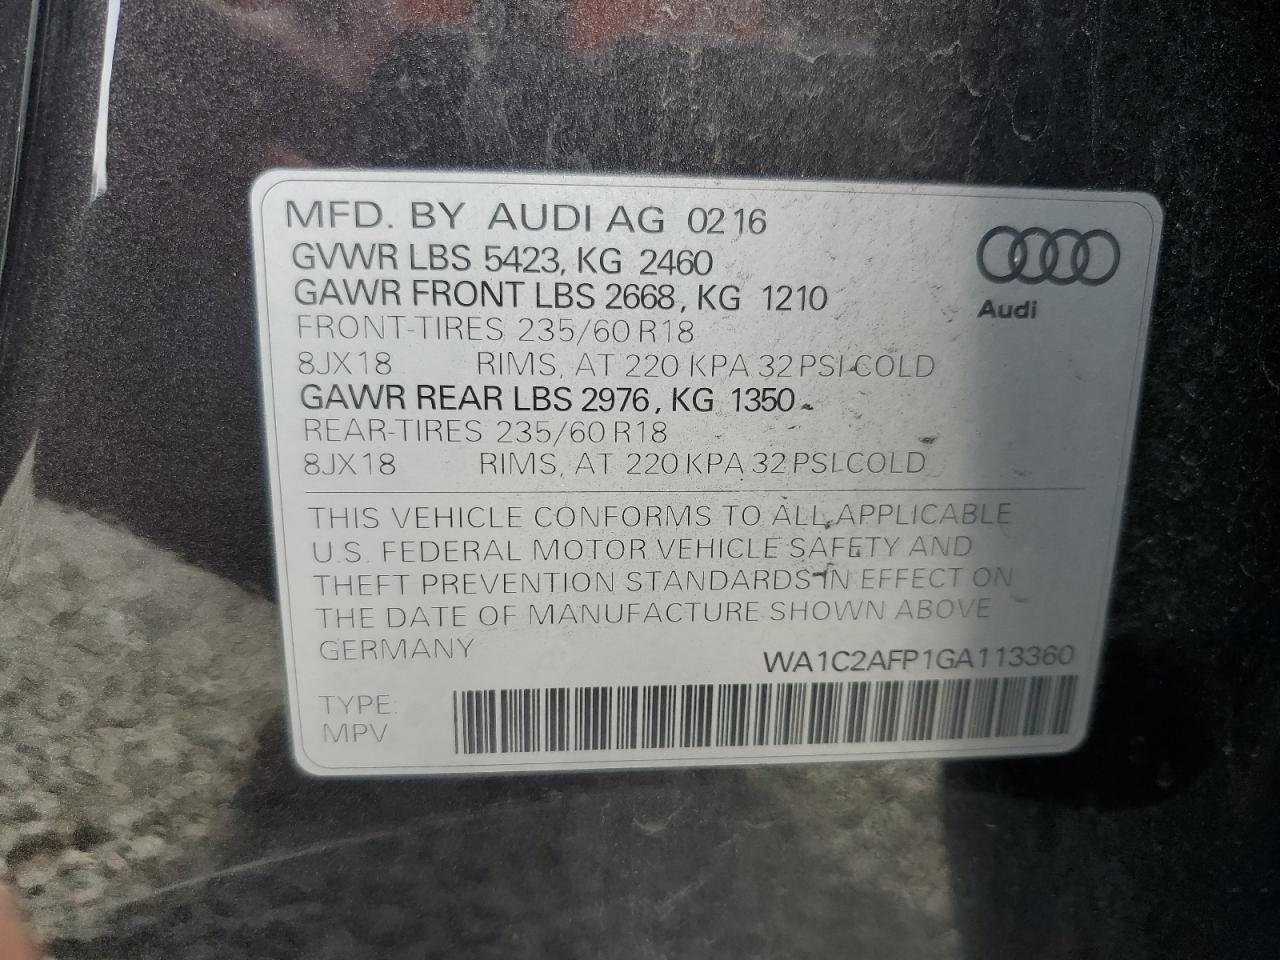 MFD. BY AUDI AG 02 16
GVWR LBS 5423, KG 2460
GAWR FRONT LBS 2668, KG 1210
FRONT-TIRES 235/60 R18
8JX18 RIMS, AT 220 KPA 32 PSI COLD
GAWR REAR LBS 2976, KG 1350
REAR-TIRES 235/60 R18
8JX18 RIMS, AT 220 KPA 32 PSI COLD
Audi
THIS VEHICLE CONFORMS TO ALL APPLICABLE
U.S. FEDERAL MOTOR VEHICLE SAFETY AND
THEFT PREVENTION STANDARDS IN EFFECT ON
THE DATE OF MANUFACTURE SHOWN ABOVE
GERMANY
WA1C2AFP1GA113360
TYPE:
MPV